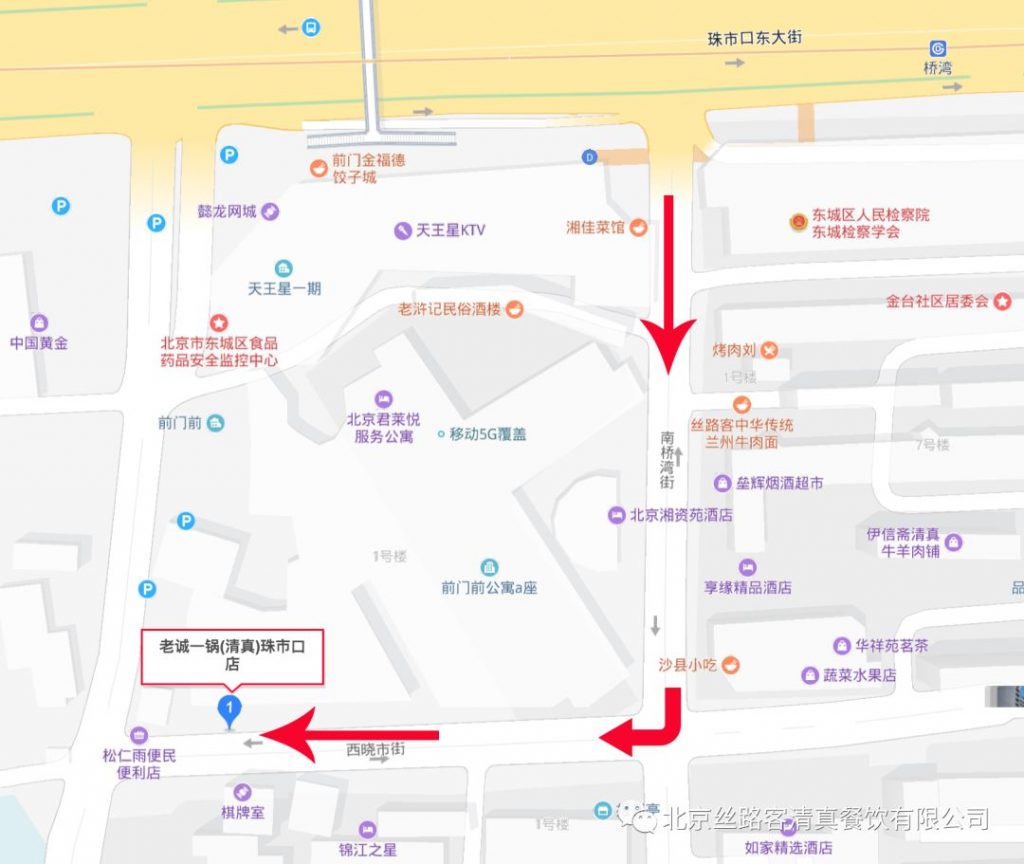 珠市口东大街
桥湾
P
前门金福德
饺子城
D
P
懿龙网城
P
天王星KTV
湘佳菜馆
东城区人民检察院
东城检察学会
天王星一期
老浒记民俗酒楼
金台社区居委会
中国黄金
北京市东城区食品
药品安全监控中心
烤肉刘
1号楼
前门前
北京君莱悦
服务公寓
移动5G覆盖
丝路客中华传统
兰州牛肉面
7号楼
南桥湾街
垒辉烟酒超市
P
北京湘资苑酒店
伊信斋清真
牛羊肉铺
1号楼
前门前公寓a座
享缘精品酒店
品
P
老诚一锅(清真)珠市口
店
华祥苑茗茶
沙县小吃
蔬菜水果店
1
松仁雨便民
便利店
西晓市街
棋牌室
1号楼
北京丝路客清真餐饮有限公司
锦江之星
如家精选酒店